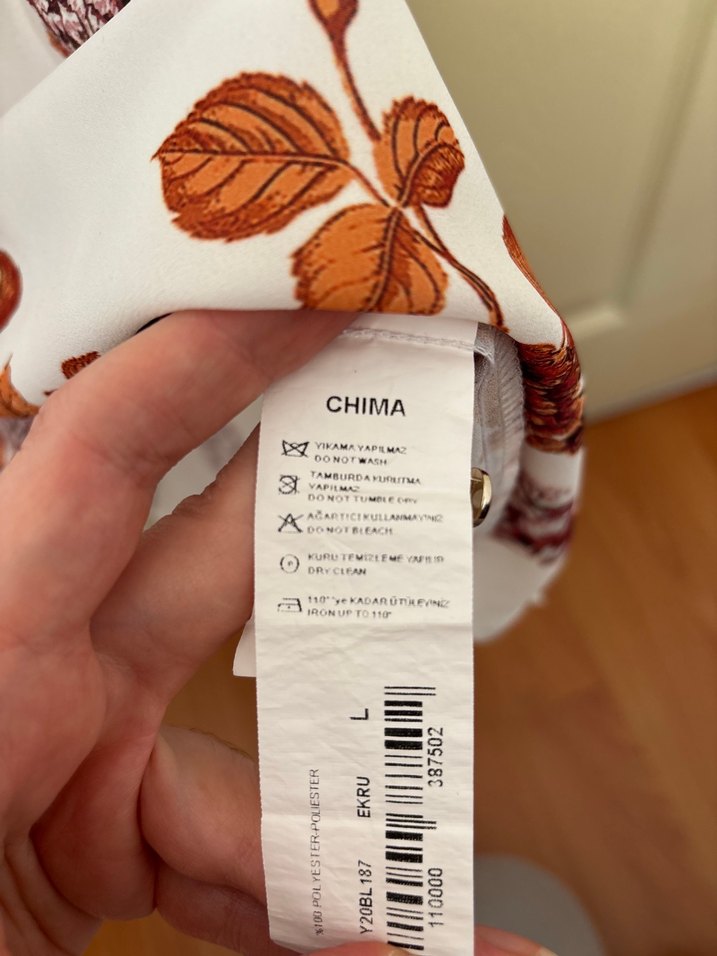 CHIMA
YIKAMA YAPILMAZ
DO NOT WASH
TAMBURDA KURUTMA
YAPILMAZ
DO NOT TUMBLE DRY
AĞARTICI KULLANMAYINIZ
DO NOT BLEACH
KURU TEMİZLEME YAPILIR
DRY CLEAN
110°'ye KADAR ÜTÜLEYİNİZ
IRON UP TO 110°
%100 POLYESTER-POLIESTER
Y20BL187 EKRU L
110000 387502